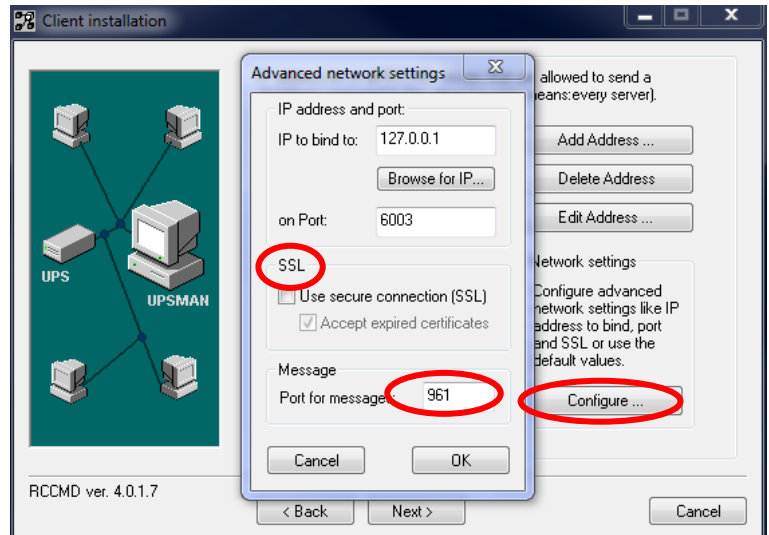 Client installation
Advanced network settings
IP address and port:
IP to bind to: 127.0.0.1
Browse for IP...
on Port: 6003
SSL
Use secure connection (SSL)
Accept expired certificates
Message
Port for message 961
Cancel OK
allowed to send a
means:every server).
Add Address ...
Delete Address
Edit Address ...
Network settings
Configure advanced
network settings like IP
address to bind, port
and SSL or use the
default values.
Configure ...
UPS
UPSMAN
RCCMD ver. 4.0.1.7
< Back Next > Cancel